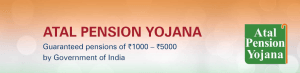 ATAL PENSION YOJANA
Guaranteed pensions of ₹1000 – ₹5000
by Government of India
Atal
Pension
Yojana